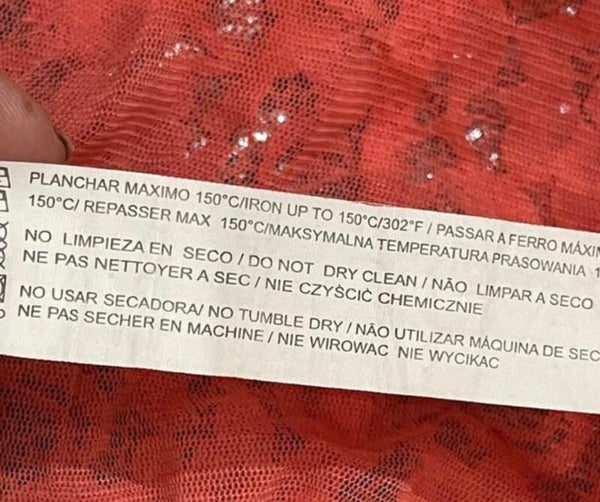 PLANCHAR MAXIMO 150°C/IRON UP TO 150°C/302°F / PASSAR A FERRO
150°C/ REPASSER MAX 150°C/MAKSYMALNA TEMPERATURA PRASOWANIA
NO LIMPIEZA EN SECO / DO NOT DRY CLEAN / NÃO LIMPAR A SECO
NE PAS NETTOYER A SEC / NIE CZYŚCIĆ CHEMICZNIE
NO USAR SECADORA/ NO TUMBLE DRY / NÃO UTILIZAR MÁQUINA DE
NE PAS SECHER EN MACHINE / NIE WIROWAC NIE WYCIKAC